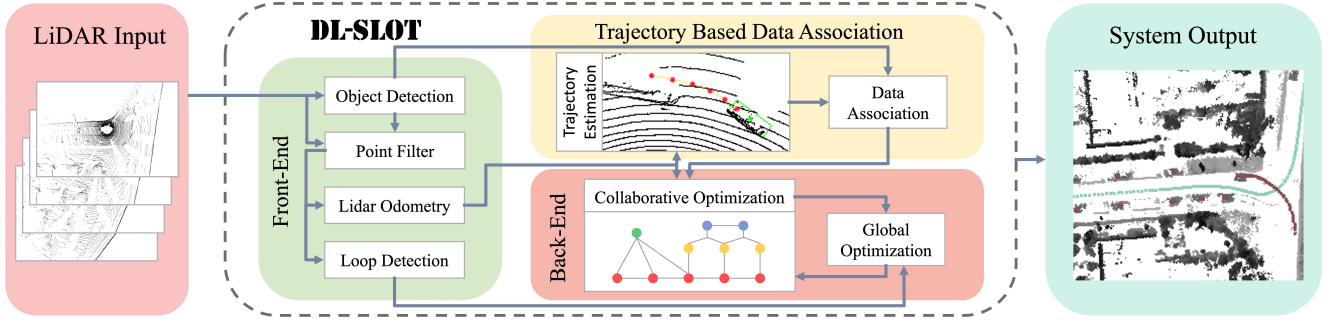 LiDAR Input
DL-SLOT
Front-End
Object Detection
Point Filter
Lidar Odometry
Loop Detection
Trajectory Based Data Association
Trajectory
Estimation
Data
Association
Back-End
Collaborative Optimization
Global
Optimization
System Output